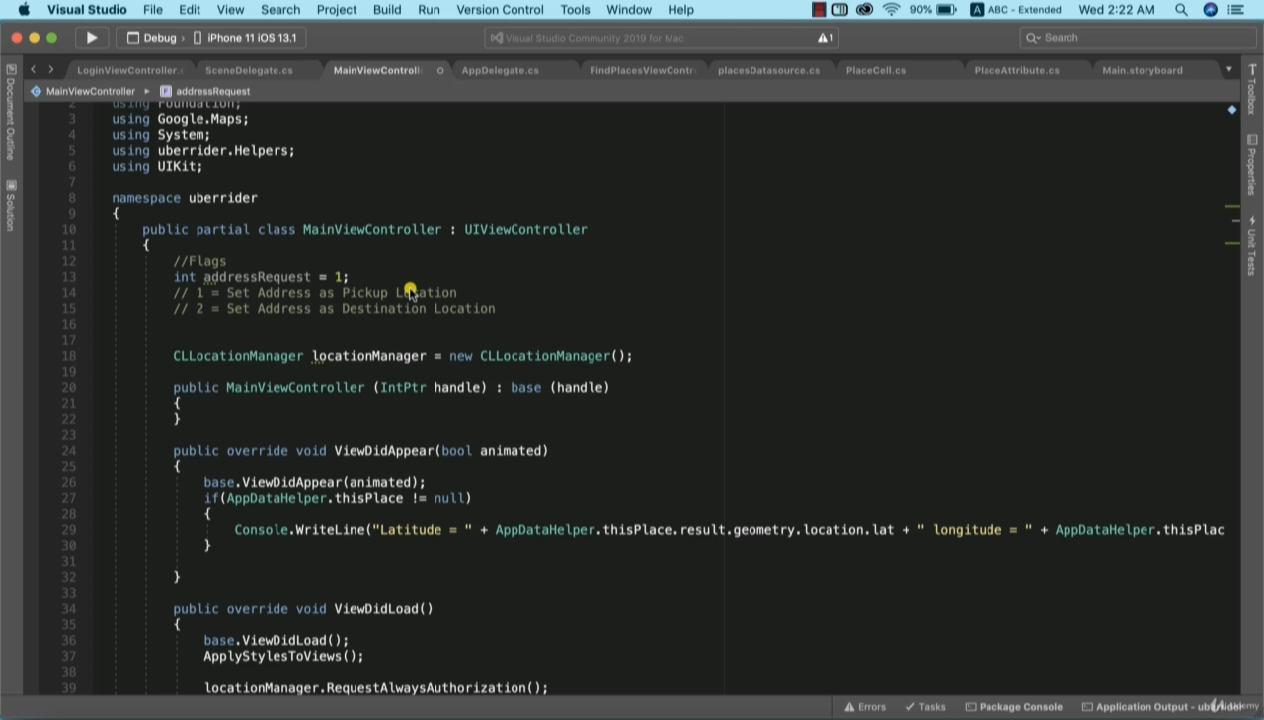 Visual Studio File Edit View Search Project Build Run Version Control Tools Window Help 90% A ABC - Extended Wed 2:22 AM
Debug › iPhone 11 iOS 13.1 Visual Studio Community 2019 for Mac 1 Search
LoginViewController.c SceneDelegate.cs MainViewControll AppDelegate.cs FindPlacesViewContr placesDatasource.cs PlaceCell.cs PlaceAttribute.cs Main.storyboard
MainViewController ▸ addressRequest
Document Outline
Solution
Toolbox
Properties
Unit Tests
2 using Foundation;
3 using Google.Maps;
4 using System;
5 using uberrider.Helpers;
6 using UIKit;
7
8 namespace uberrider
9 {
10 public partial class MainViewController : UIViewController
11 {
12 //Flags
13 int addressRequest = 1;
14 // 1 = Set Address as Pickup Location
15 // 2 = Set Address as Destination Location
16
17
18 CLLocationManager locationManager = new CLLocationManager();
19
20 public MainViewController (IntPtr handle) : base (handle)
21 {
22 }
23
24 public override void ViewDidAppear(bool animated)
25 {
26 base.ViewDidAppear(animated);
27 if(AppDataHelper.thisPlace != null)
28 {
29 Console.WriteLine("Latitude = " + AppDataHelper.thisPlace.result.geometry.location.lat + " longitude = " + AppDataHelper.thisPlac
30 }
31
32 }
33
34 public override void ViewDidLoad()
35 {
36 base.ViewDidLoad();
37 ApplyStylesToViews();
38
39 locationManager.RequestAlwaysAuthorization();
Errors Tasks Package Console Application Output - ub